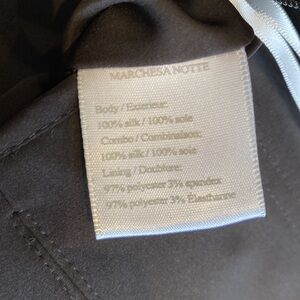 MARCHESA NOTTE
Body / Exterieur:
100% silk / 100% soie
Combo / Combinaison:
100% silk / 100% soie
Lining / Doublure:
97% polyester 3% spandex
97% polyester 3% Elasthanne